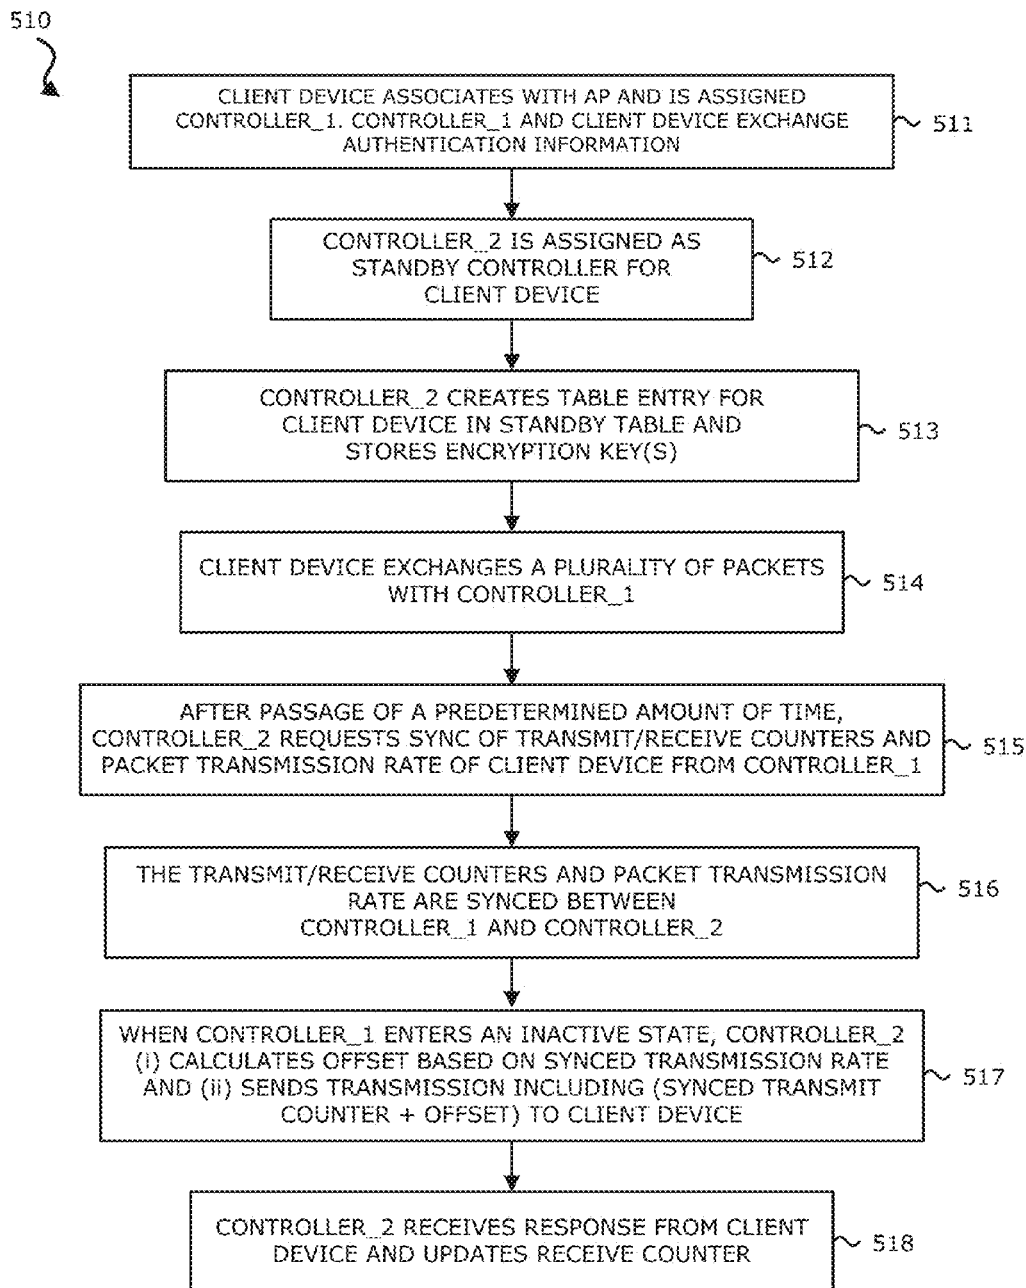 510
CLIENT DEVICE ASSOCIATES WITH AP AND IS ASSIGNED
CONTROLLER_1. CONTROLLER_1 AND CLIENT DEVICE EXCHANGE
AUTHENTICATION INFORMATION
511
CONTROLLER_2 IS ASSIGNED AS
STANDBY CONTROLLER FOR
CLIENT DEVICE
512
CONTROLLER_2 CREATES TABLE ENTRY FOR
CLIENT DEVICE IN STANDBY TABLE AND
STORES ENCRYPTION KEY(S)
513
CLIENT DEVICE EXCHANGES A PLURALITY OF PACKETS
WITH CONTROLLER_1
514
AFTER PASSAGE OF A PREDETERMINED AMOUNT OF TIME,
CONTROLLER_2 REQUESTS SYNC OF TRANSMIT/RECEIVE COUNTERS AND
PACKET TRANSMISSION RATE OF CLIENT DEVICE FROM CONTROLLER_1
515
THE TRANSMIT/RECEIVE COUNTERS AND PACKET TRANSMISSION
RATE ARE SYNCED BETWEEN
CONTROLLER_1 AND CONTROLLER_2
516
WHEN CONTROLLER_1 ENTERS AN INACTIVE STATE, CONTROLLER_2
(i) CALCULATES OFFSET BASED ON SYNCED TRANSMISSION RATE
AND (ii) SENDS TRANSMISSION INCLUDING (SYNCED TRANSMIT
COUNTER + OFFSET) TO CLIENT DEVICE
517
CONTROLLER_2 RECEIVES RESPONSE FROM CLIENT
DEVICE AND UPDATES RECEIVE COUNTER
518